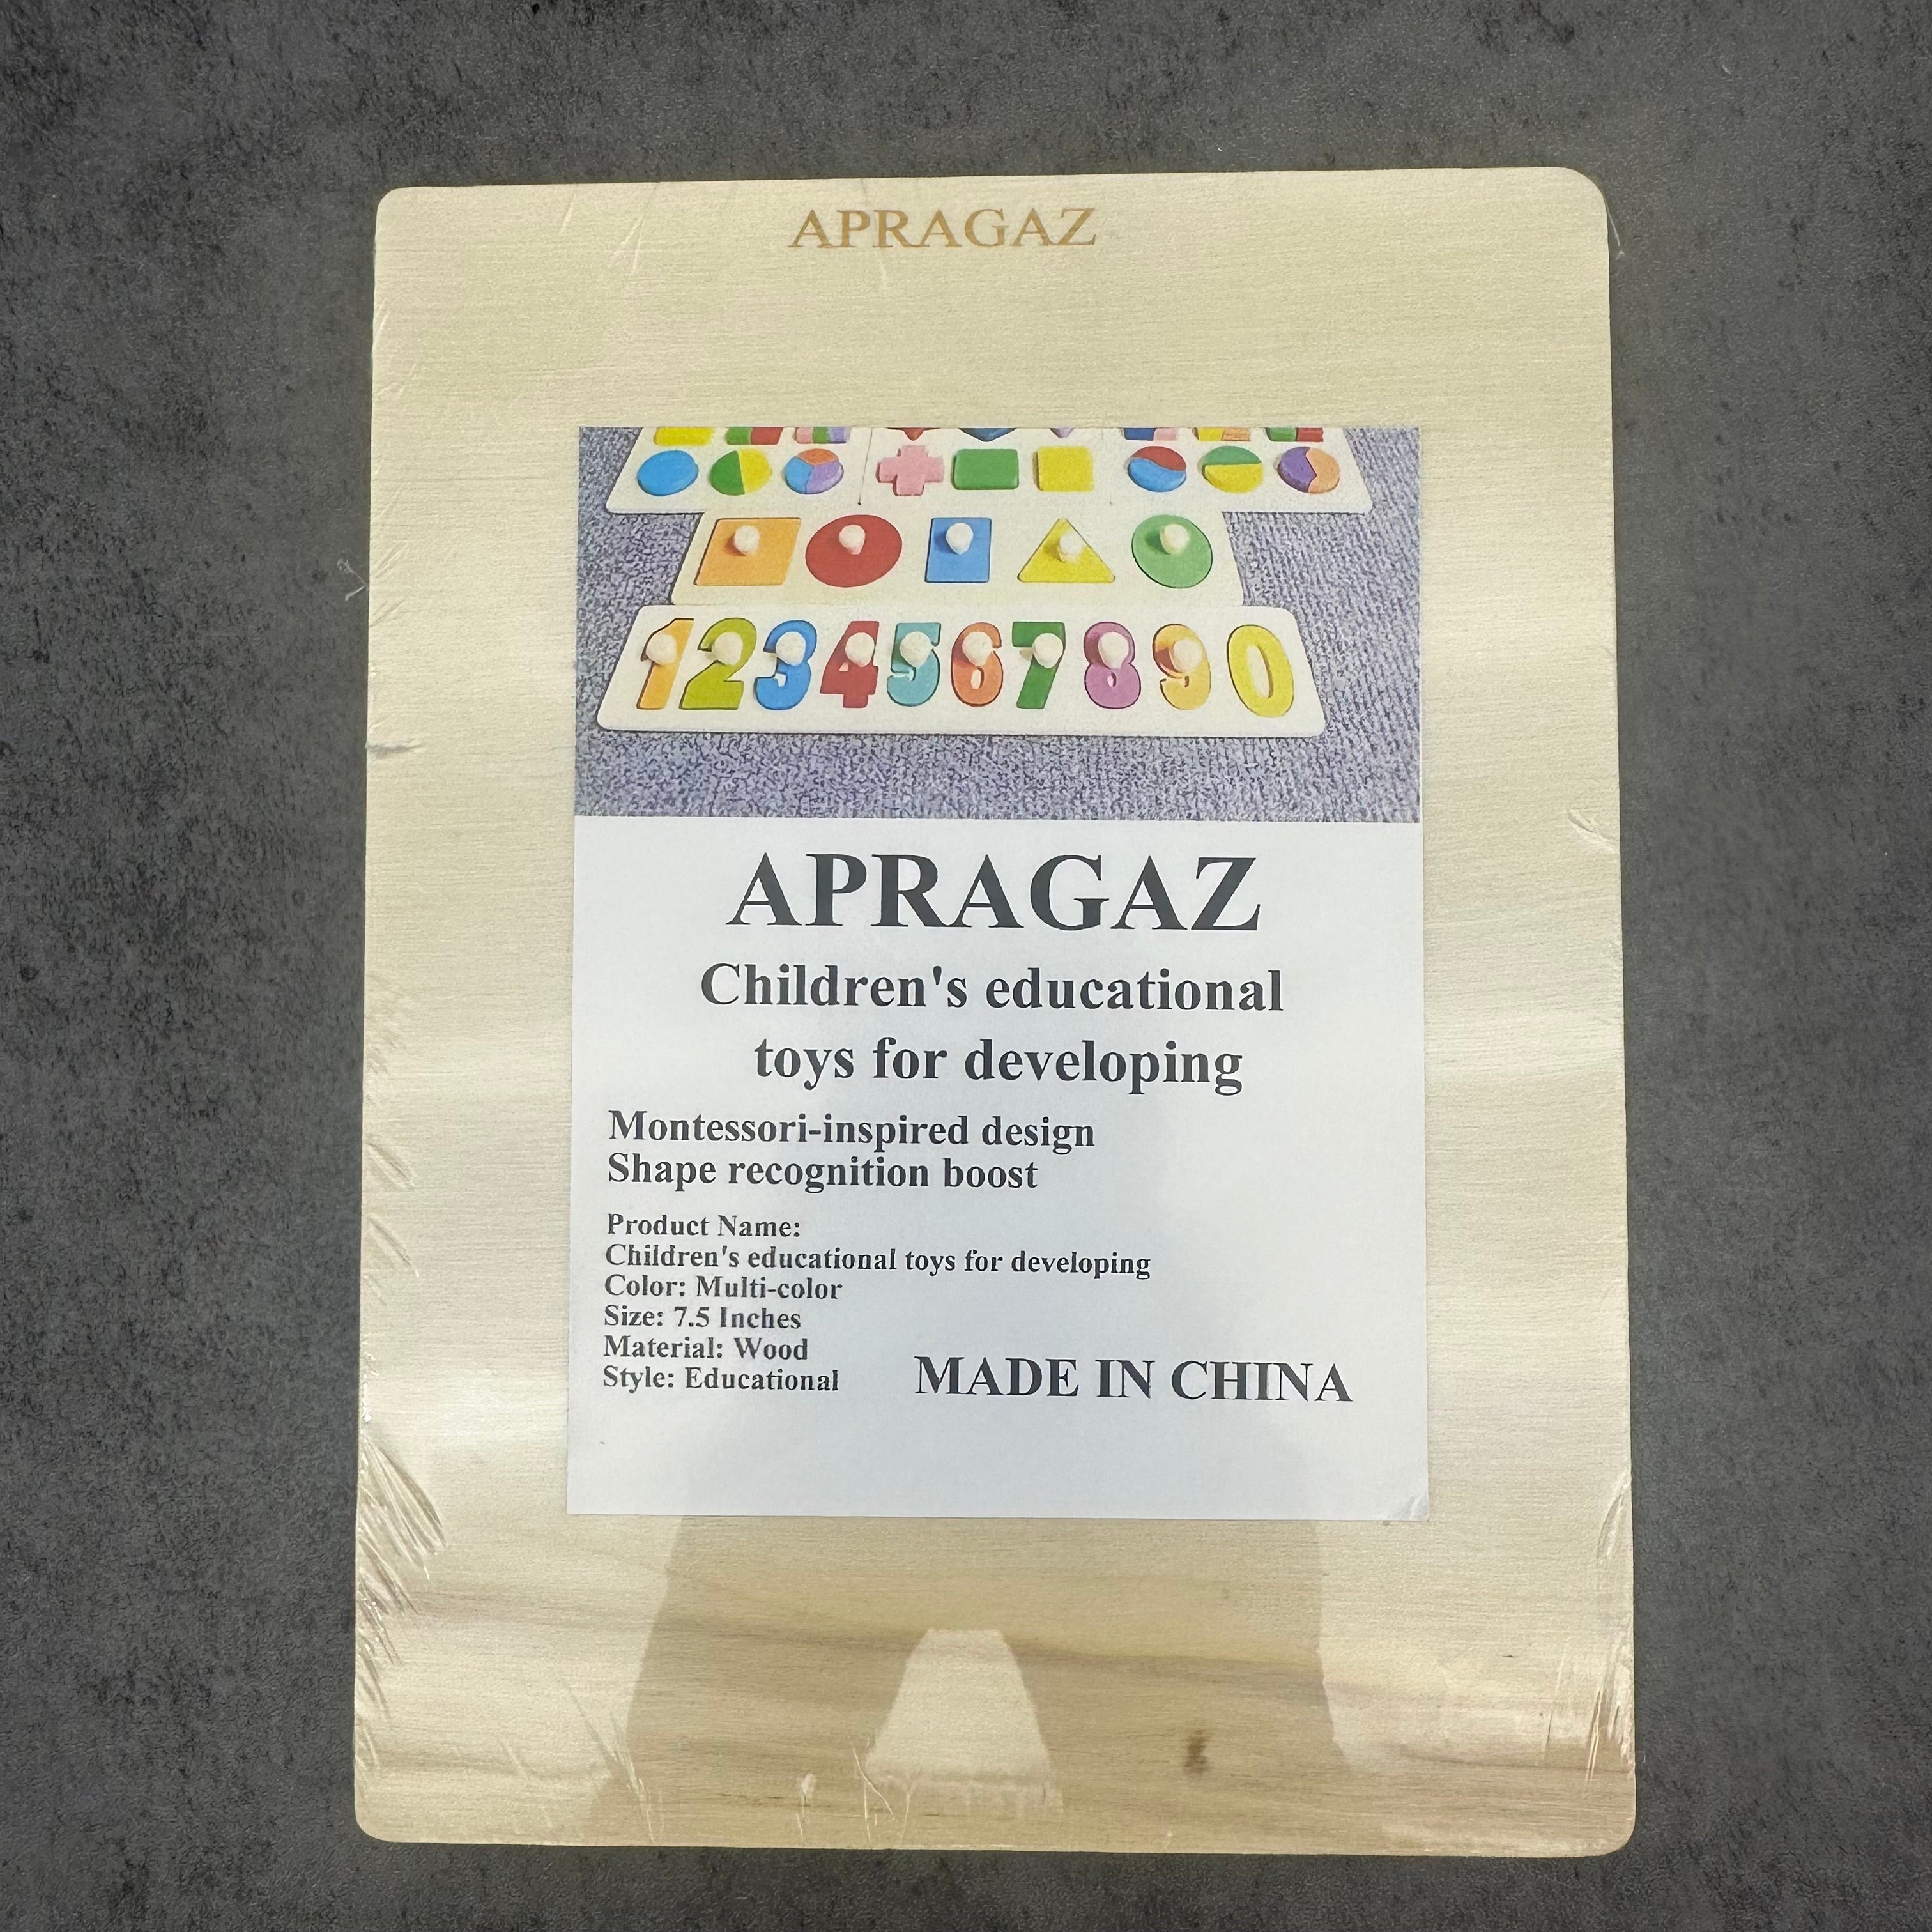 APRAGAZ
1234567890
APRAGAZ
Children's educational
toys for developing
Montessori-inspired design
Shape recognition boost
Product Name:
Children's educational toys for developing
Color: Multi-color
Size: 7.5 Inches
Material: Wood
Style: Educational
MADE IN CHINA